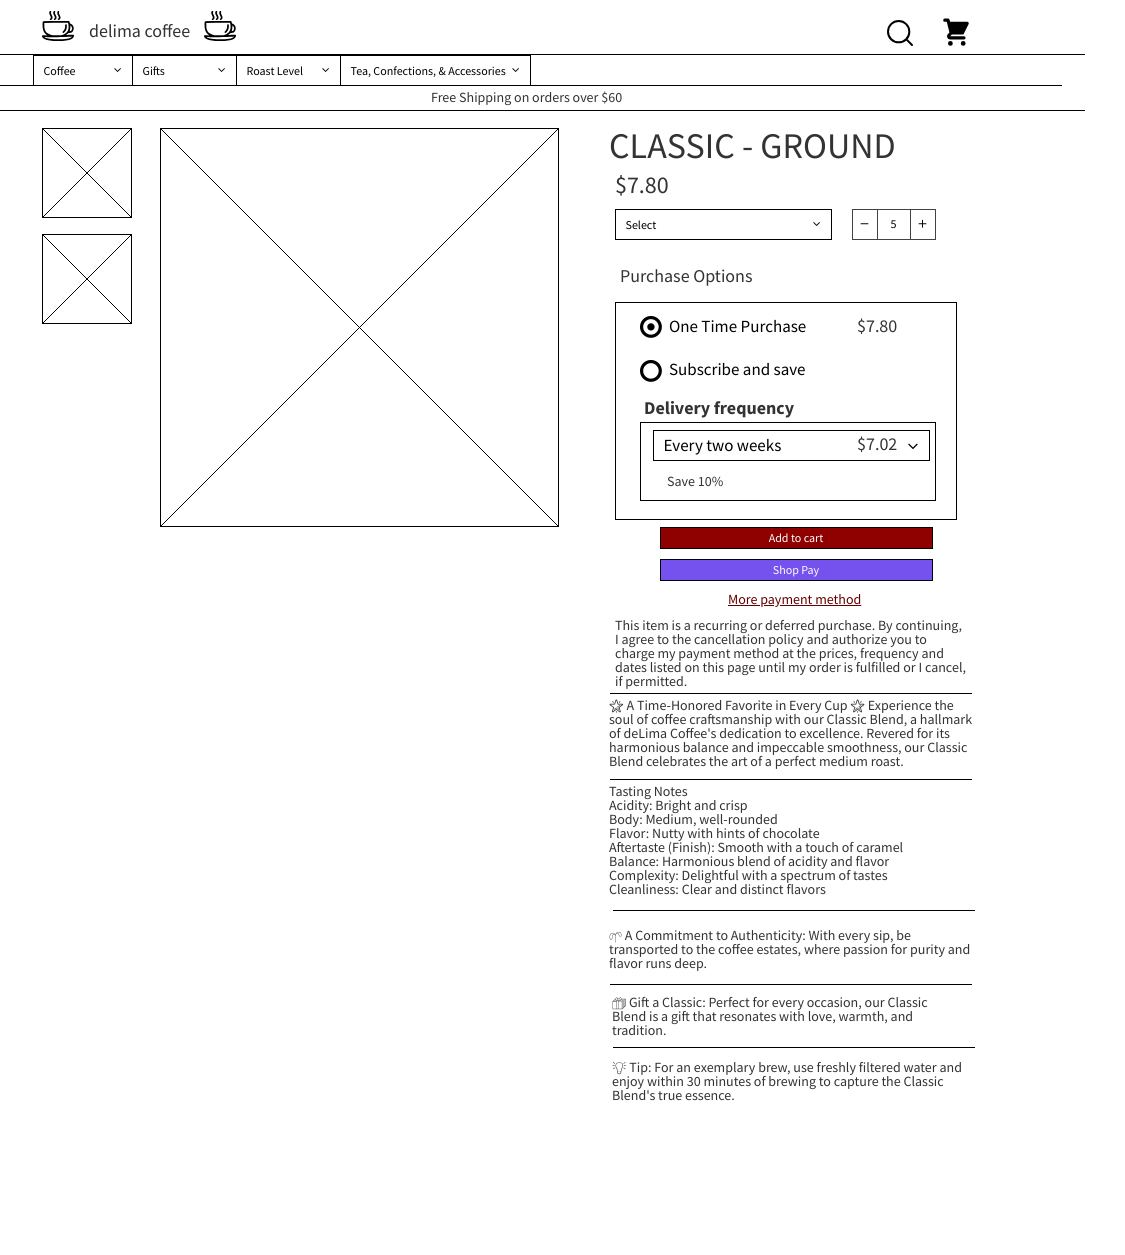 delima coffee
Coffee
Gifts
Roast Level
Tea, Confections, & Accessories
Free Shipping on orders over $60
CLASSIC - GROUND
$7.80
Select
− 5 +
Purchase Options
One Time Purchase $7.80
Subscribe and save
Delivery frequency
Every two weeks $7.02
Save 10%
Add to cart
Shop Pay
More payment method
This item is a recurring or deferred purchase. By continuing,
I agree to the cancellation policy and authorize you to
charge my payment method at the prices, frequency and
dates listed on this page until my order is fulfilled or I cancel,
if permitted.
🌟 A Time-Honored Favorite in Every Cup 🌟 Experience the
soul of coffee craftsmanship with our Classic Blend, a hallmark
of deLima Coffee's dedication to excellence. Revered for its
harmonious balance and impeccable smoothness, our Classic
Blend celebrates the art of a perfect medium roast.
Tasting Notes
Acidity: Bright and crisp
Body: Medium, well-rounded
Flavor: Nutty with hints of chocolate
Aftertaste (Finish): Smooth with a touch of caramel
Balance: Harmonious blend of acidity and flavor
Complexity: Delightful with a spectrum of tastes
Cleanliness: Clear and distinct flavors
🌱 A Commitment to Authenticity: With every sip, be
transported to the coffee estates, where passion for purity and
flavor runs deep.
🎁 Gift a Classic: Perfect for every occasion, our Classic
Blend is a gift that resonates with love, warmth, and
tradition.
💡 Tip: For an exemplary brew, use freshly filtered water and
enjoy within 30 minutes of brewing to capture the Classic
Blend's true essence.